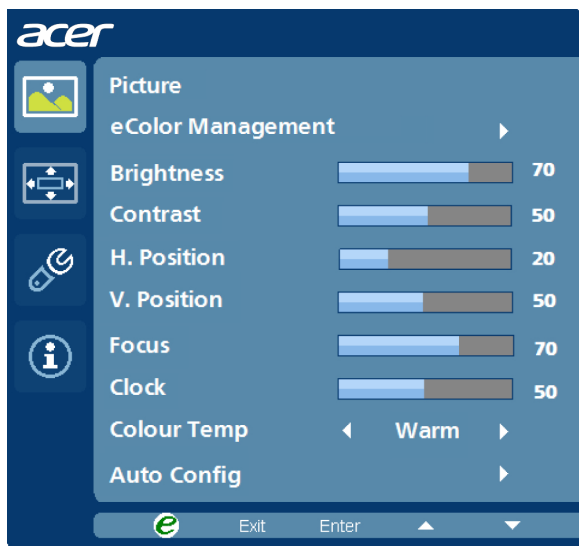 acer
Picture
eColor Management
Brightness 70
Contrast 50
H. Position 20
V. Position 50
Focus 70
Clock 50
Colour Temp Warm
Auto Config
e Exit Enter